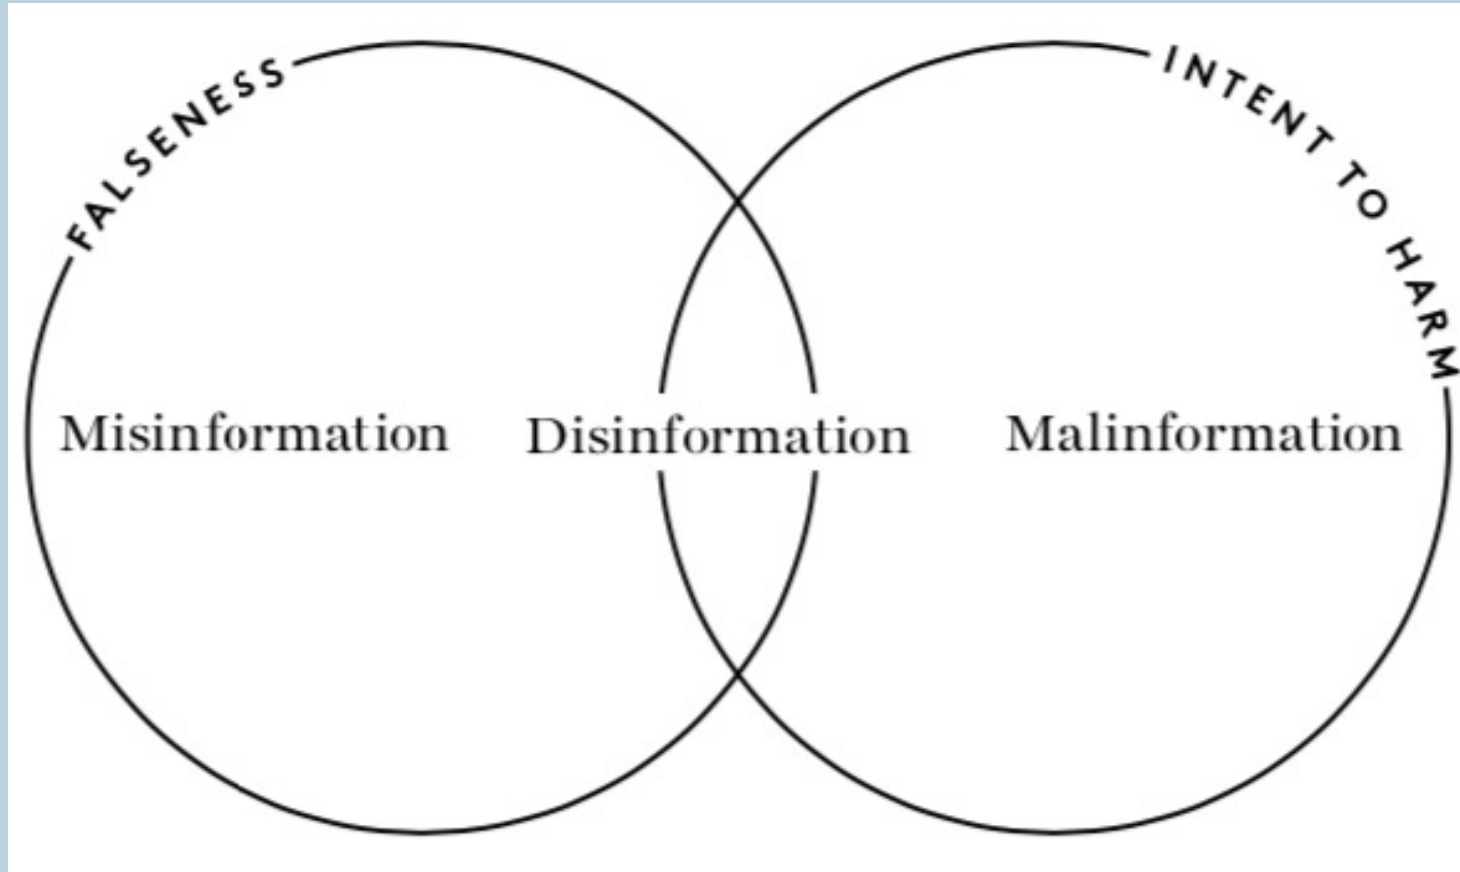 FALSENESS
INTENT TO HARM
Misinformation
Disinformation
Malinformation